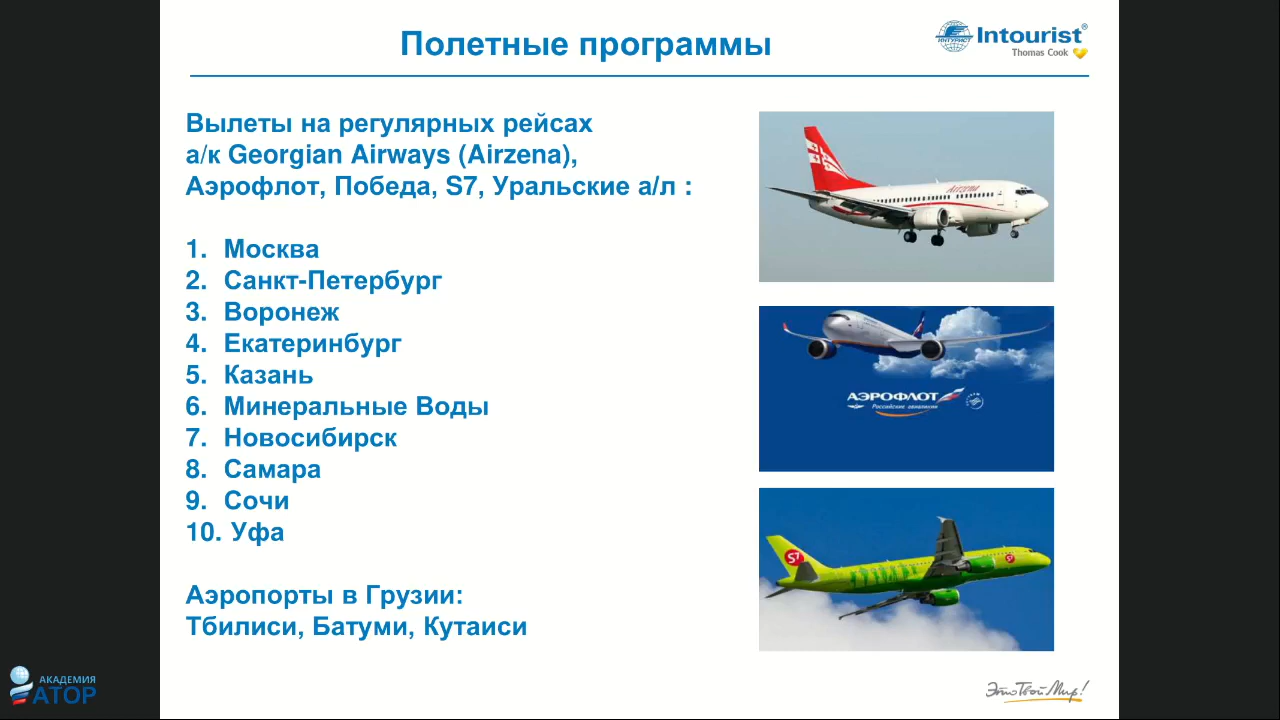 Полетные программы
ИНТУРИСТ
Intourist®
Thomas Cook
Вылеты на регулярных рейсах
а/к Georgian Airways (Airzena),
Аэрофлот, Победа, S7, Уральские а/л :
1. Москва
2. Санкт-Петербург
3. Воронеж
4. Екатеринбург
5. Казань
6. Минеральные Воды
7. Новосибирск
8. Самара
9. Сочи
10. Уфа
Аэропорты в Грузии:
Тбилиси, Батуми, Кутаиси
Airzena
АЭРОФЛОТ
Российские авиалинии
S7
S7
Это Твой Мир!
АКАДЕМИЯ
АТОР